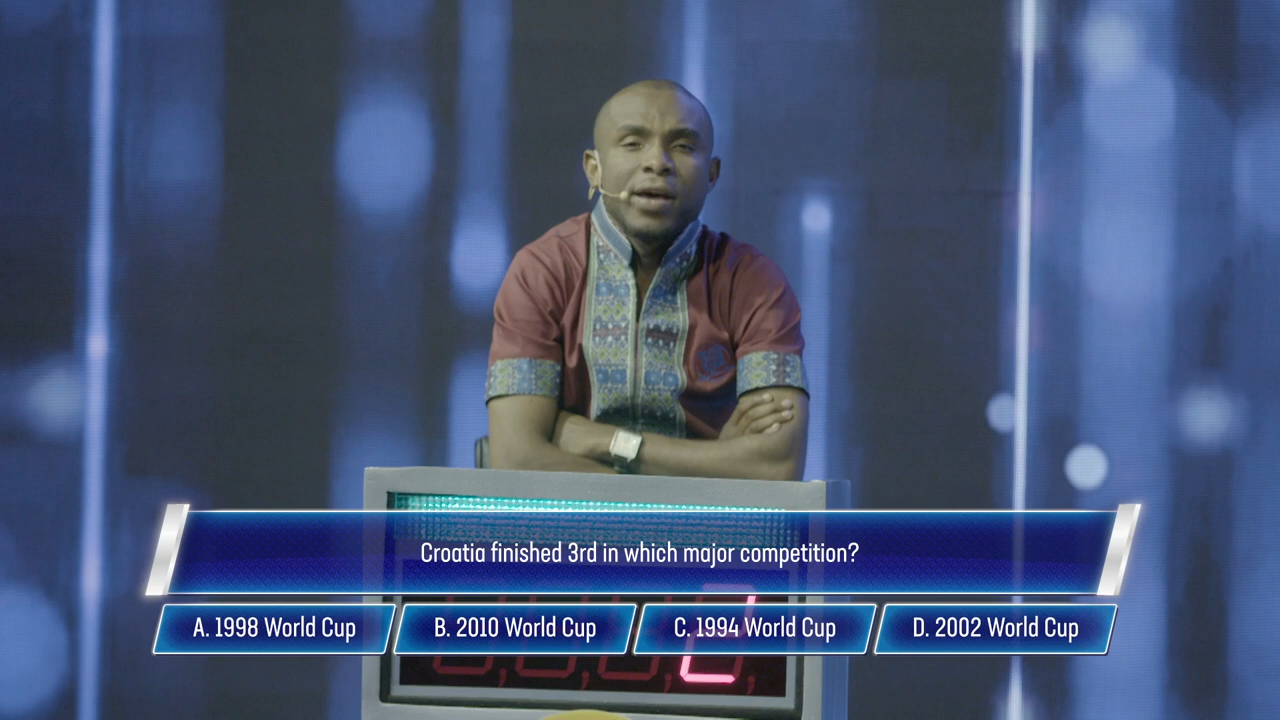 Croatia finished 3rd in which major competition?
A. 1998 World Cup
B. 2010 World Cup
C. 1994 World Cup
D. 2002 World Cup